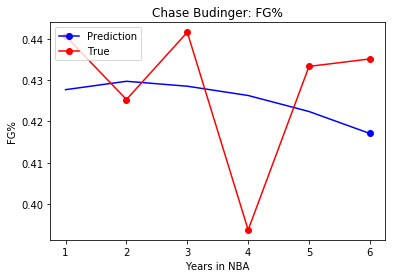 Chase Budinger: FG%
Prediction
True
0.44
0.43
0.42
0.41
0.40
FG%
1 2 3 4 5 6
Years in NBA